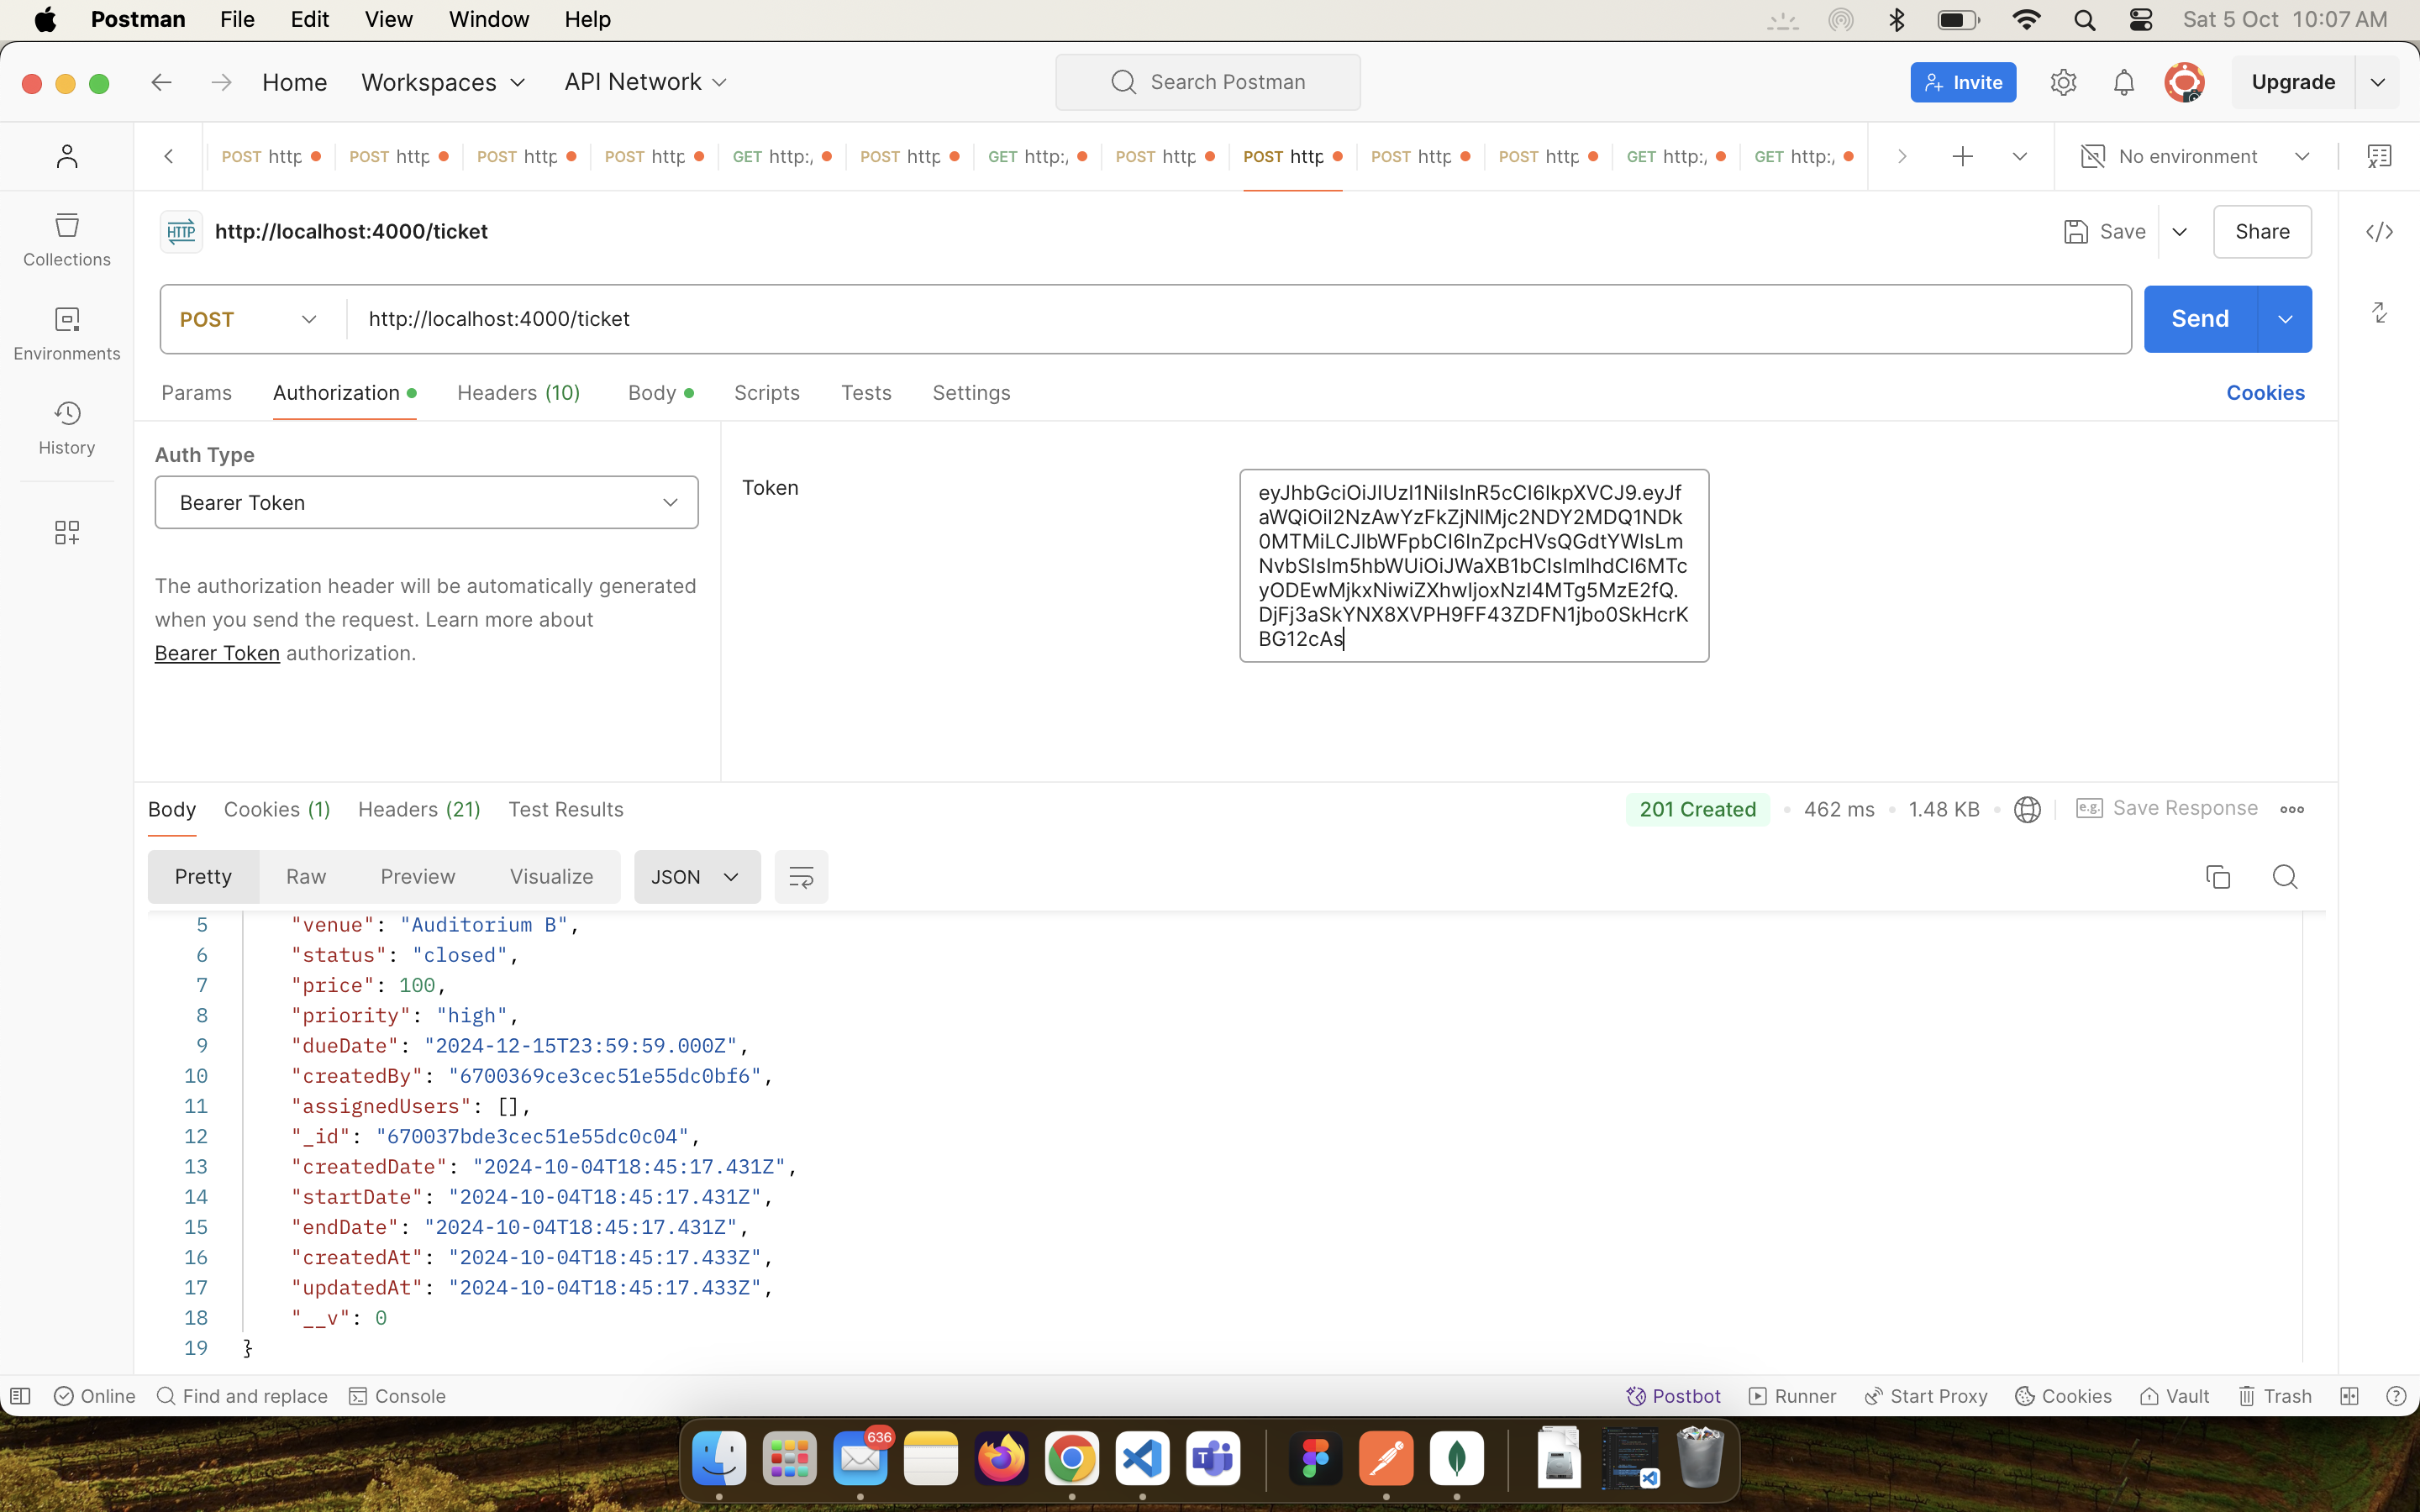 Postman File Edit View Window Help Sat 5 Oct 10:07 AM
Home Workspaces API Network Search Postman Invite Upgrade
POST http POST http POST http POST http GET http:, POST http GET http:, POST http POST http POST http POST http GET http:, GET http:, No environment
HTTP http://localhost:4000/ticket Save Share
Collections
POST http://localhost:4000/ticket Send
Environments
Params Authorization Headers (10) Body Scripts Tests Settings Cookies
History
Auth Type
Bearer Token
Token
The authorization header will be automatically generated
when you send the request. Learn more about
Bearer Token authorization.
Body Cookies (1) Headers (21) Test Results 201 Created 462 ms 1.48 KB e.g. Save Response
Pretty Raw Preview Visualize JSON
5 "venue": "Auditorium B",
6 "status": "closed",
7 "price": 100,
8 "priority": "high",
9 "dueDate": "2024-12-15T23:59:59.000Z",
10 "createdBy": "6700369ce3cec51e55dc0bf6",
11 "assignedUsers": [],
12 "_id": "670037bde3cec51e55dc0c04",
13 "createdDate": "2024-10-04T18:45:17.431Z",
14 "startDate": "2024-10-04T18:45:17.431Z",
15 "endDate": "2024-10-04T18:45:17.431Z",
16 "createdAt": "2024-10-04T18:45:17.433Z",
17 "updatedAt": "2024-10-04T18:45:17.433Z",
18 "__v": 0
19 }
Online Find and replace Console Postbot Runner Start Proxy Cookies Vault Trash
636